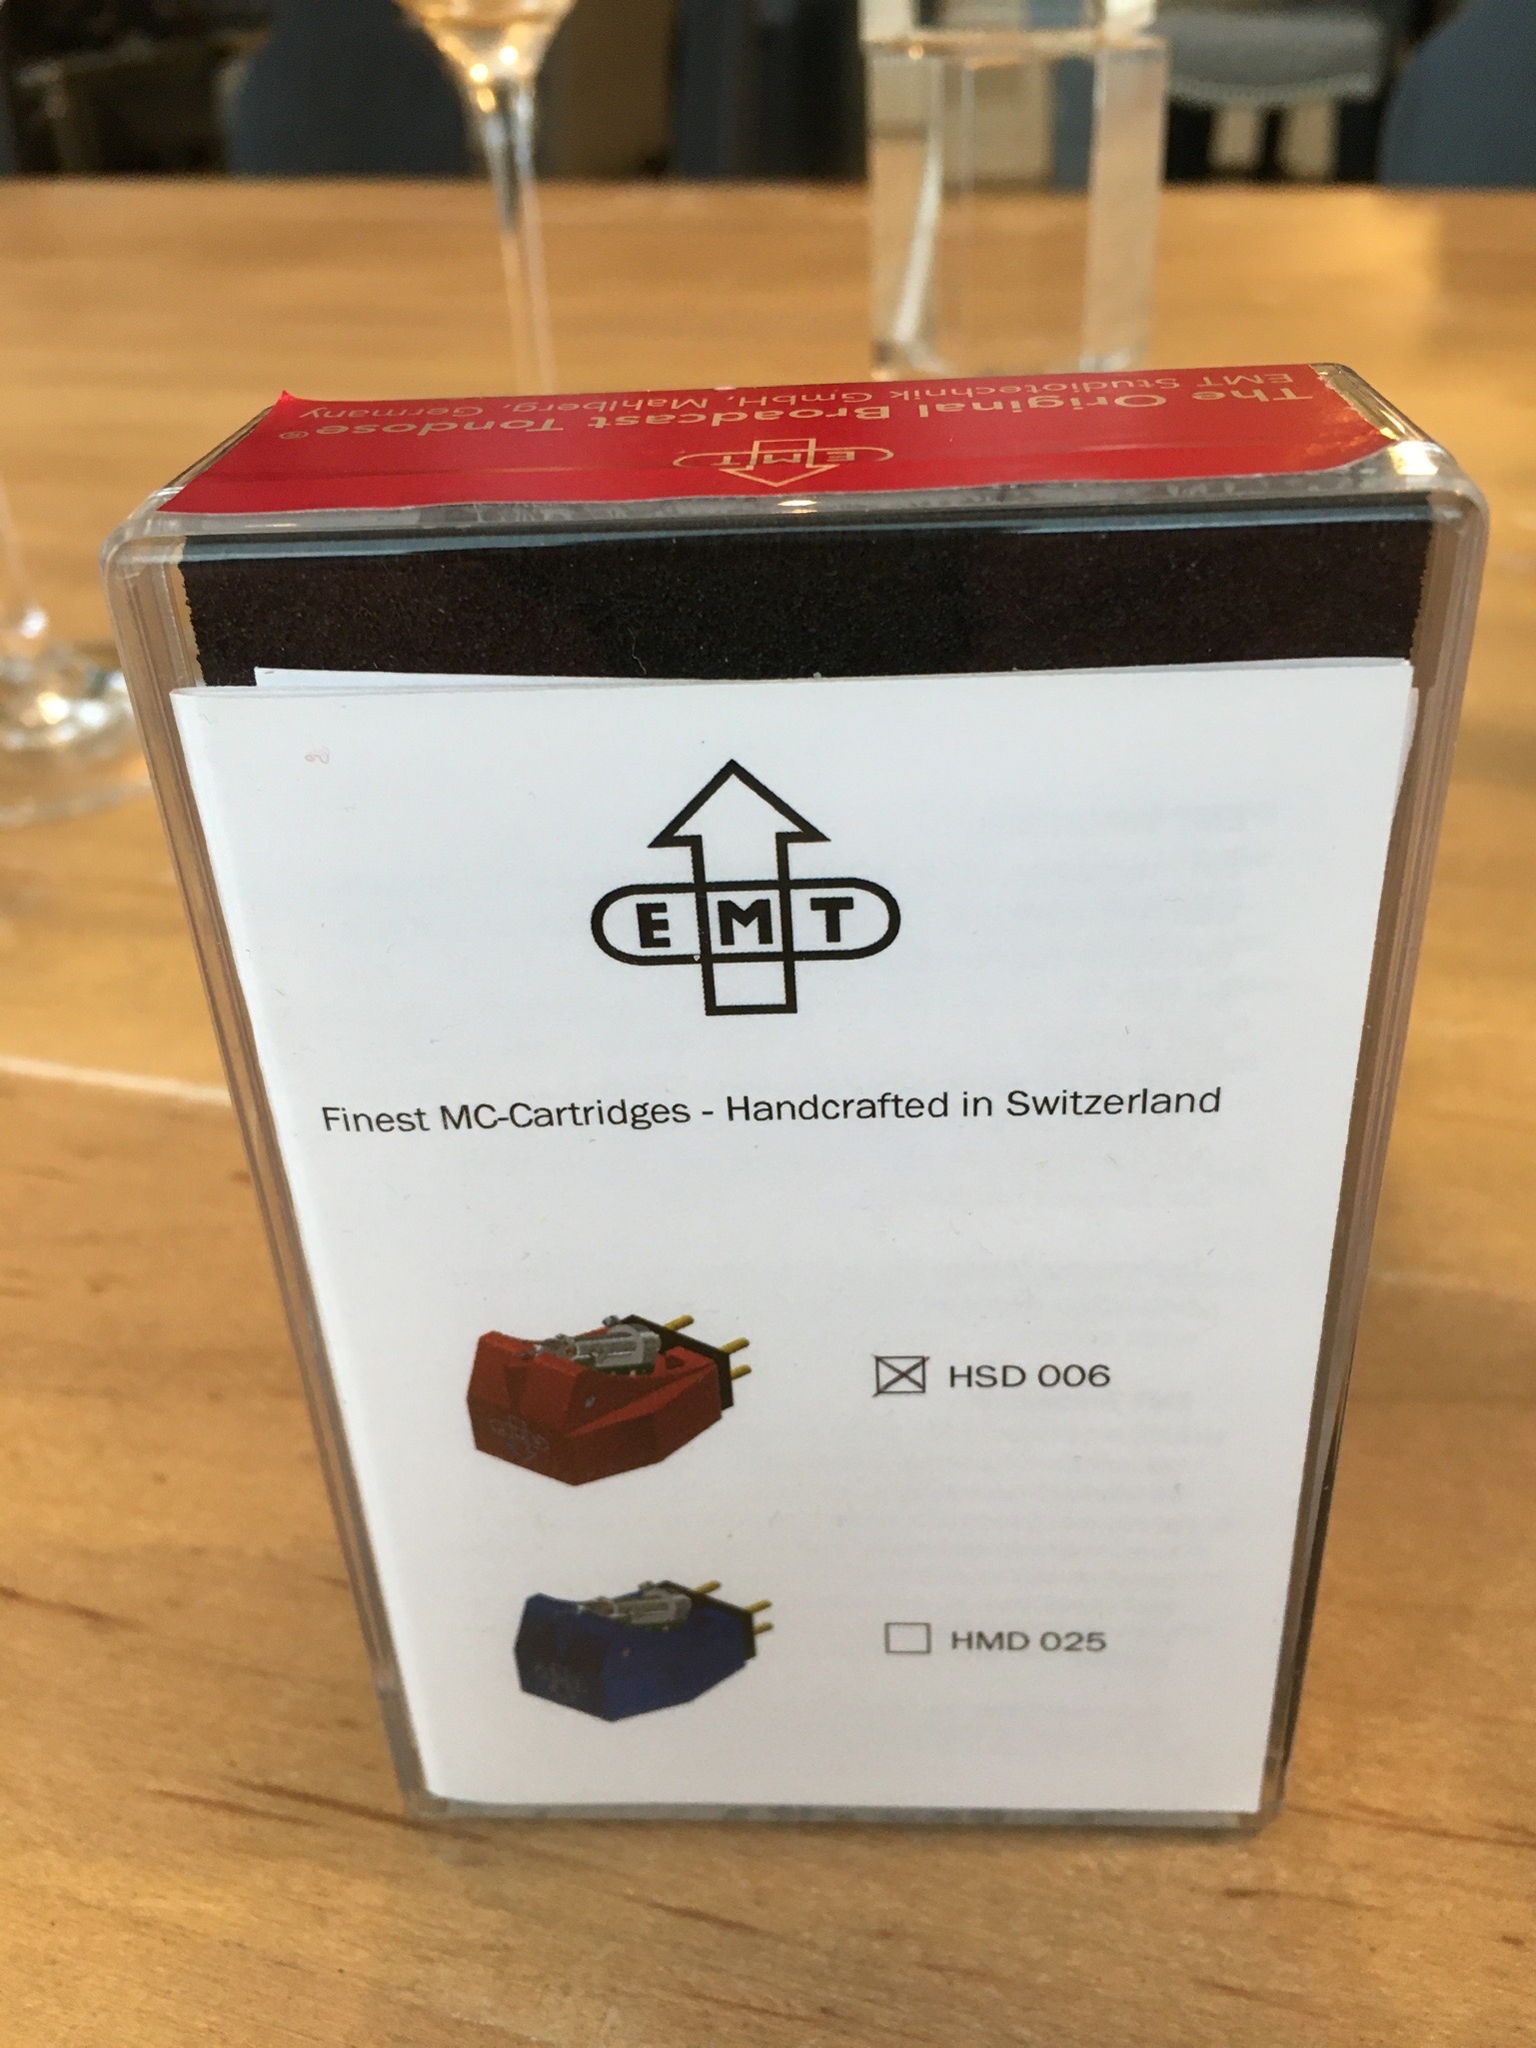 EMT Studiotechnik GmbH, Mahlberg, Germany
The Original Broadcast Tondose®
EMT
EMT
Finest MC-Cartridges - Handcrafted in Switzerland
HSD 006
HMD 025